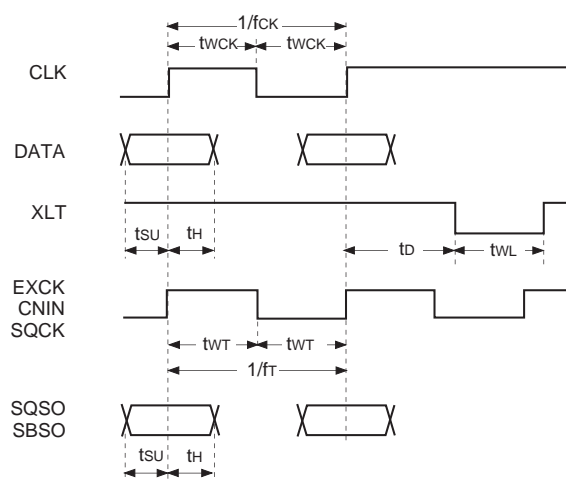 1/fCK
tWCK tWCK
CLK
DATA
XLT
tSU tH tD tWL
EXCK
CNIN
SQCK
tWT tWT
1/fT
SQSO
SBSO
tSU tH